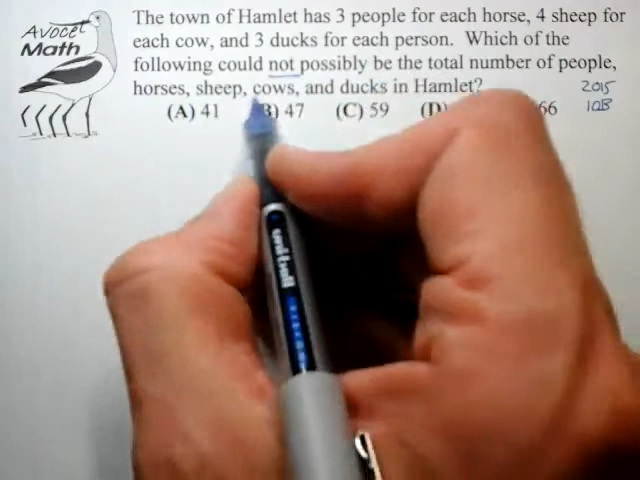 Avocet
Math
The town of Hamlet has 3 people for each horse, 4 sheep for
each cow, and 3 ducks for each person. Which of the
following could not possibly be the total number of people,
horses, sheep, cows, and ducks in Hamlet?
2015
10B
(A) 41 B) 47 (C) 59 (D) 66
uniball